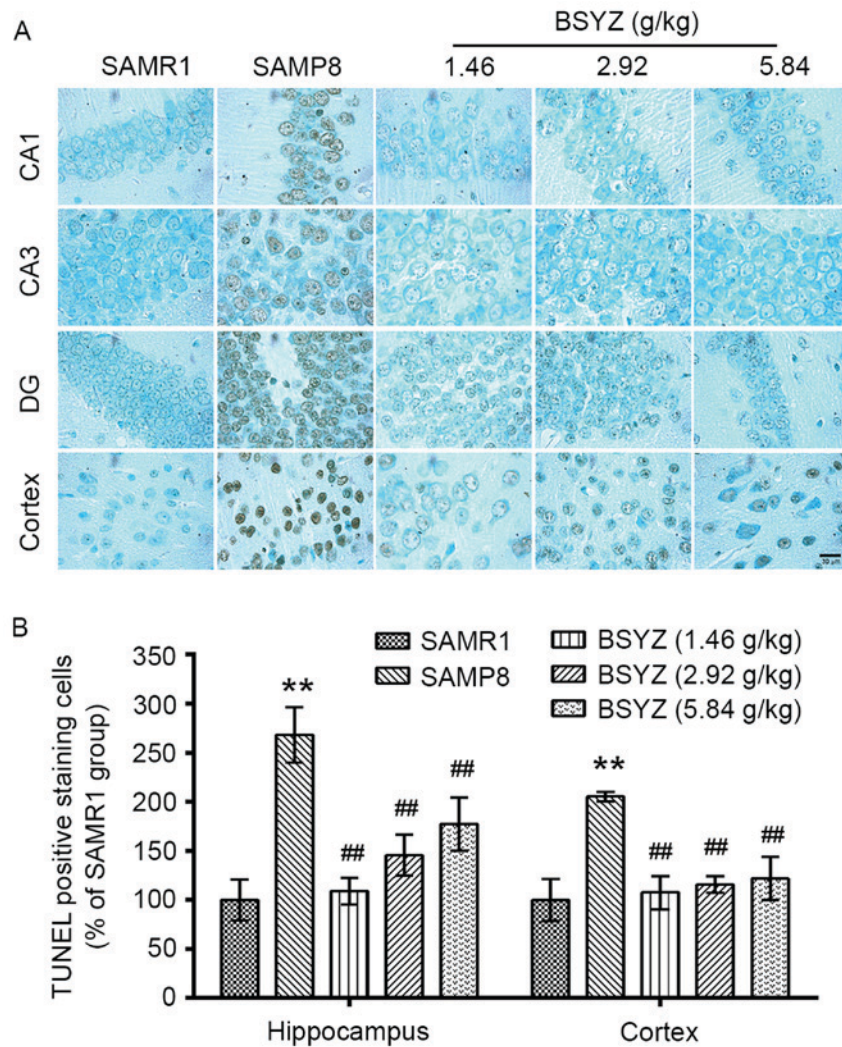 A
BSYZ (g/kg)
SAMR1 SAMP8 1.46 2.92 5.84
CA1
CA3
DG
Cortex
B
SAMR1
SAMP8
BSYZ (1.46 g/kg)
BSYZ (2.92 g/kg)
BSYZ (5.84 g/kg)
TUNEL positive staining cells
(% of SAMR1 group)
350
300
250
200
150
100
50
0
** ## ## ## ** ## ## ##
Hippocampus Cortex